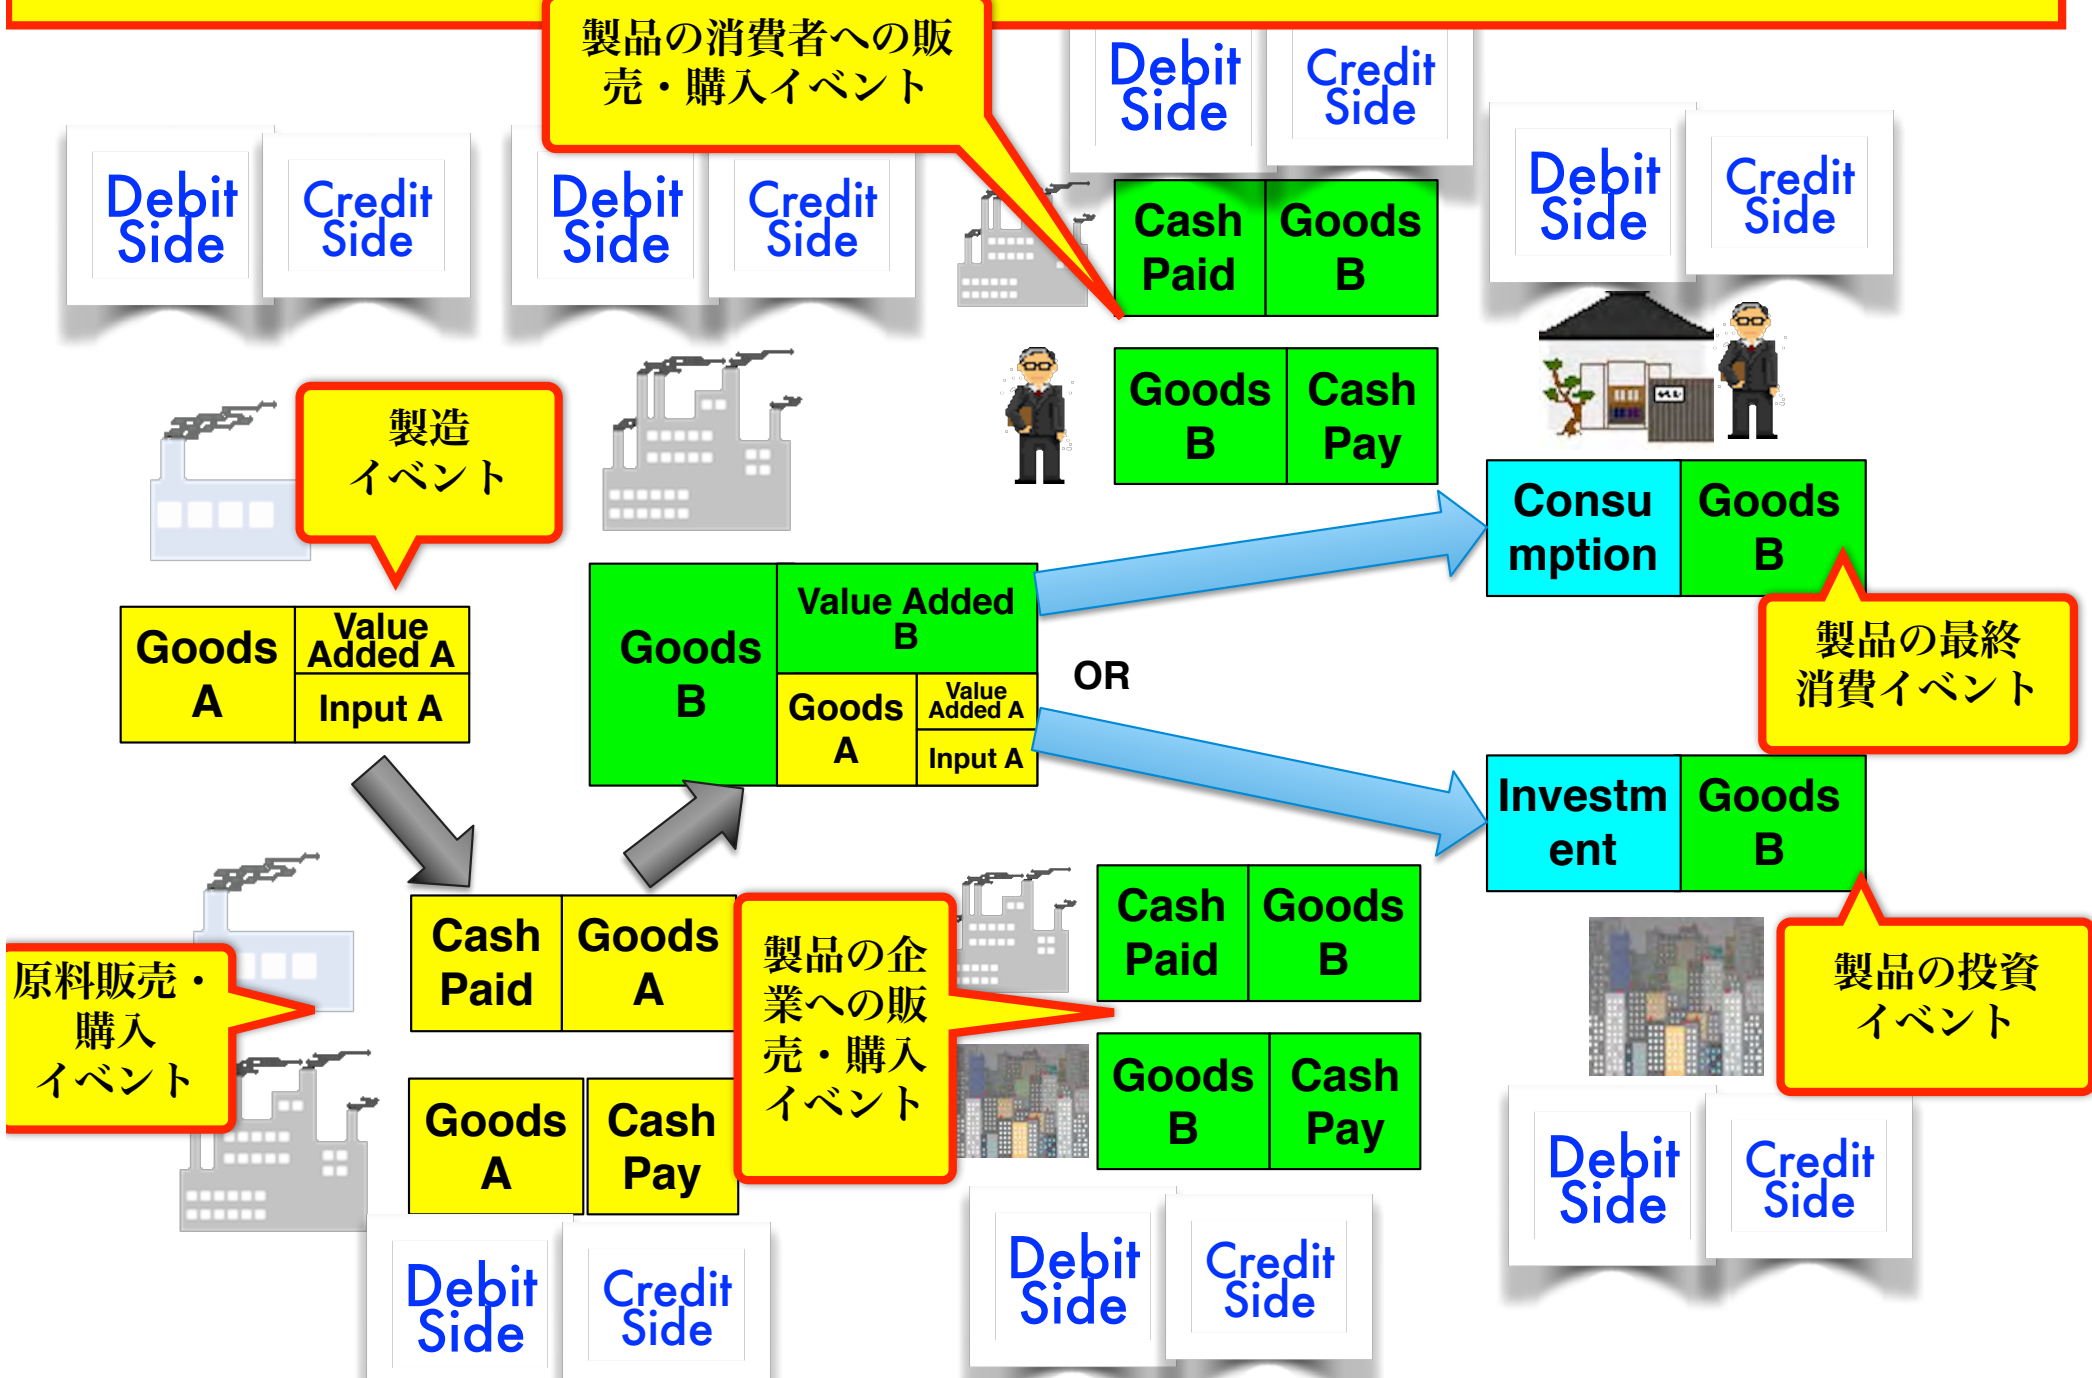 製品の消費者への販
売・購入イベント
Debit
Side
Credit
Side
Debit
Side
Credit
Side
Debit
Side
Credit
Side
Debit
Side
Credit
Side
Cash
Paid
Goods
B
Goods
B
Cash
Pay
製造
イベント
Goods
A
Value
Added A
Input A
Goods
B
Value Added
B
Goods
A
Value
Added A
Input A
OR
Consu
mption
Goods
B
製品の最終
消費イベント
Investm
ent
Goods
B
製品の投資
イベント
原料販売・
購入
イベント
Cash
Paid
Goods
A
Goods
A
Cash
Pay
製品の企
業への販
売・購入
イベント
Cash
Paid
Goods
B
Goods
B
Cash
Pay
Debit
Side
Credit
Side
Debit
Side
Credit
Side
Debit
Side
Credit
Side